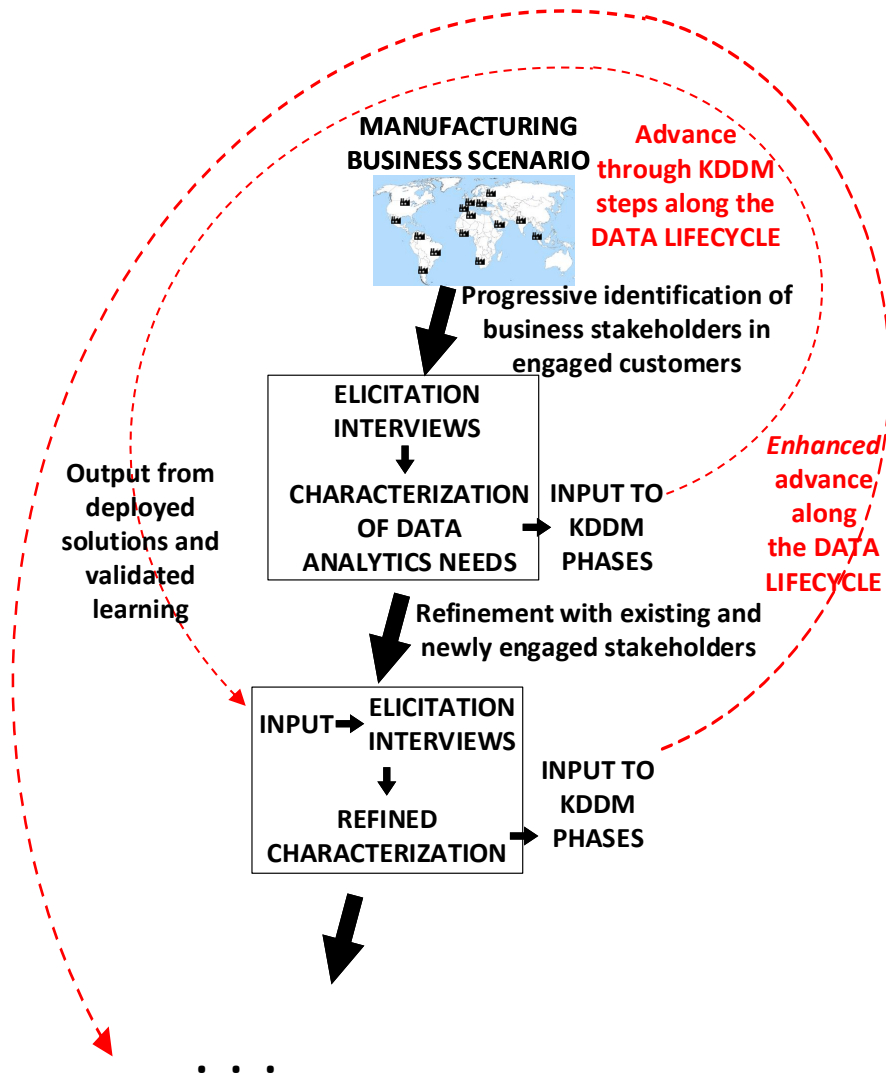 MANUFACTURING
BUSINESS SCENARIO
Advance
through KDDM
steps along the
DATA LIFECYCLE
Progressive identification of
business stakeholders in
engaged customers
ELICITATION
INTERVIEWS
CHARACTERIZATION
OF DATA
ANALYTICS NEEDS
INPUT TO
KDDM
PHASES
Output from
deployed
solutions and
validated
learning
Enhanced
advance
along
the DATA
LIFECYCLE
Refinement with existing and
newly engaged stakeholders
INPUT
ELICITATION
INTERVIEWS
REFINED
CHARACTERIZATION
INPUT TO
KDDM
PHASES
. . .